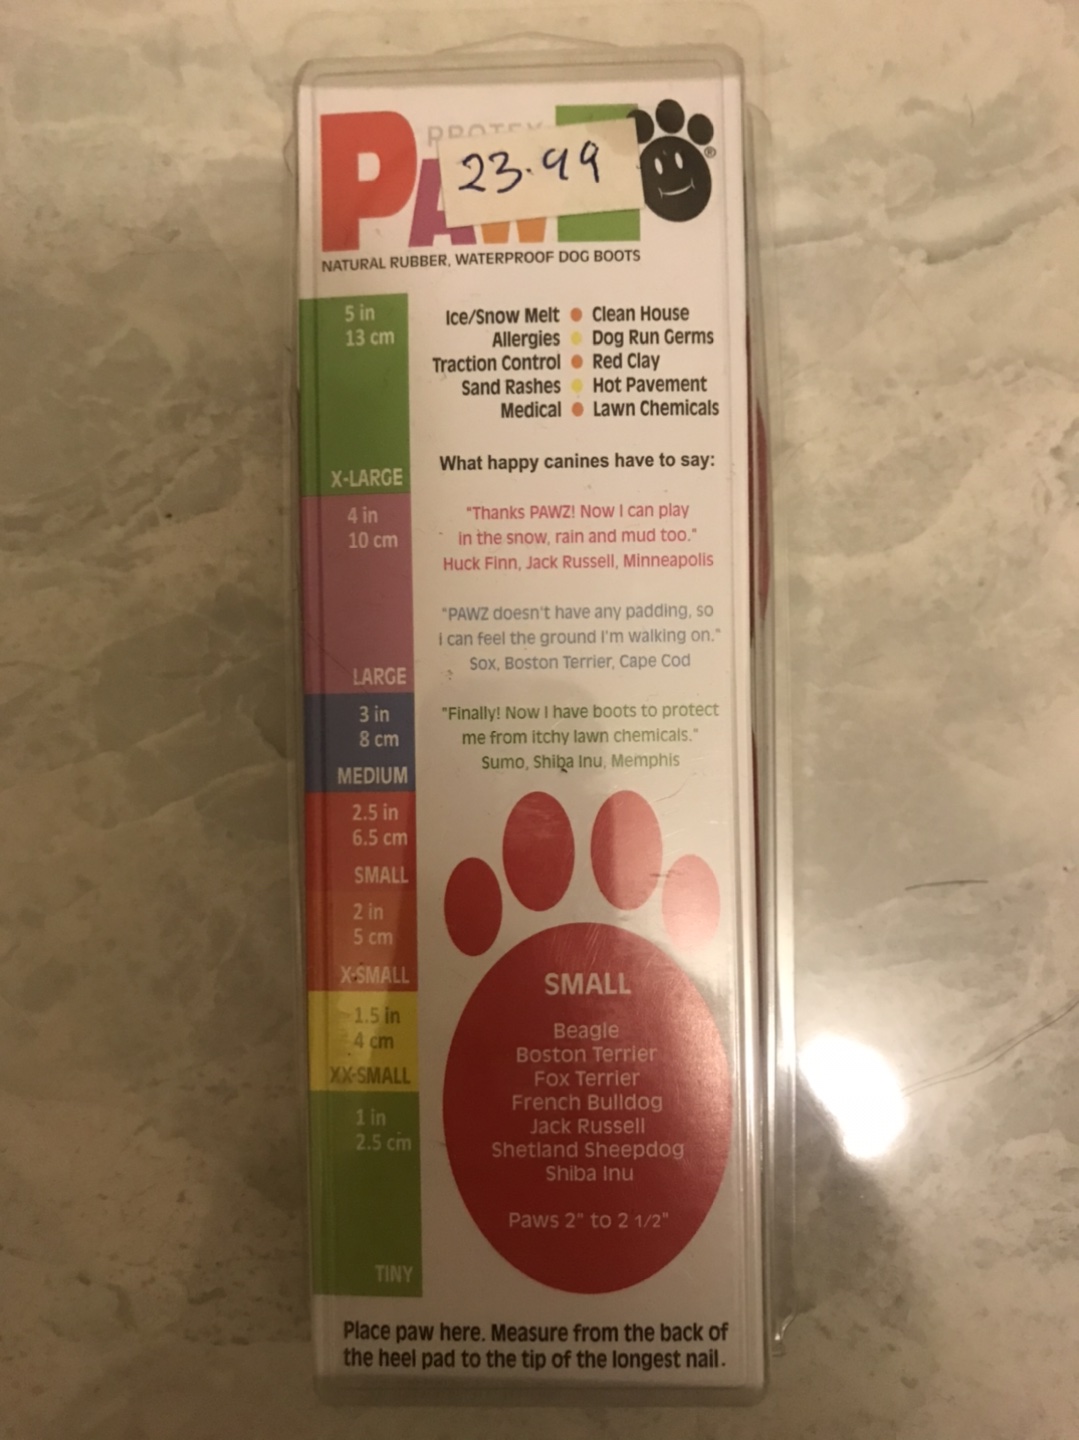 PROTEX
PAWZ
23.99
®
NATURAL RUBBER, WATERPROOF DOG BOOTS
5 in
13 cm
X-LARGE
4 in
10 cm
LARGE
3 in
8 cm
MEDIUM
2.5 in
6.5 cm
SMALL
2 in
5 cm
X-SMALL
1.5 in
4 cm
XX-SMALL
1 in
2.5 cm
TINY
Ice/Snow Melt • Clean House
Allergies • Dog Run Germs
Traction Control • Red Clay
Sand Rashes • Hot Pavement
Medical • Lawn Chemicals
What happy canines have to say:
"Thanks PAWZ! Now I can play
in the snow, rain and mud too."
Huck Finn, Jack Russell, Minneapolis
"PAWZ doesn't have any padding, so
i can feel the ground I'm walking on."
Sox, Boston Terrier, Cape Cod
"Finally! Now I have boots to protect
me from itchy lawn chemicals."
Sumo, Shiba Inu, Memphis
SMALL
Beagle
Boston Terrier
Fox Terrier
French Bulldog
Jack Russell
Shetland Sheepdog
Shiba Inu
Paws 2" to 2 1/2"
Place paw here. Measure from the back of
the heel pad to the tip of the longest nail.